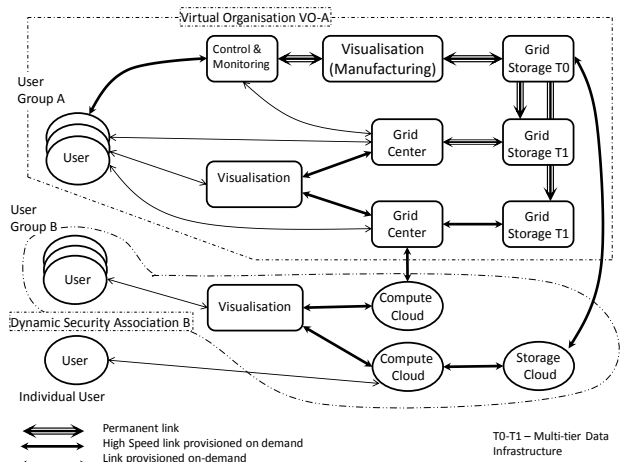 Virtual Organisation VO-A
Control &
Monitoring
Visualisation
(Manufacturing)
Grid
Storage T0
User
Group A
User
Visualisation
Grid
Center
Grid
Storage T1
Grid
Center
Grid
Storage T1
User
Group B
User
Visualisation
Compute
Cloud
Dynamic Security Association B
User
Individual User
Compute
Cloud
Storage
Cloud
Permanent link
High Speed link provisioned on demand
Link provisioned on-demand
T0-T1 – Multi-tier Data
Infrastructure